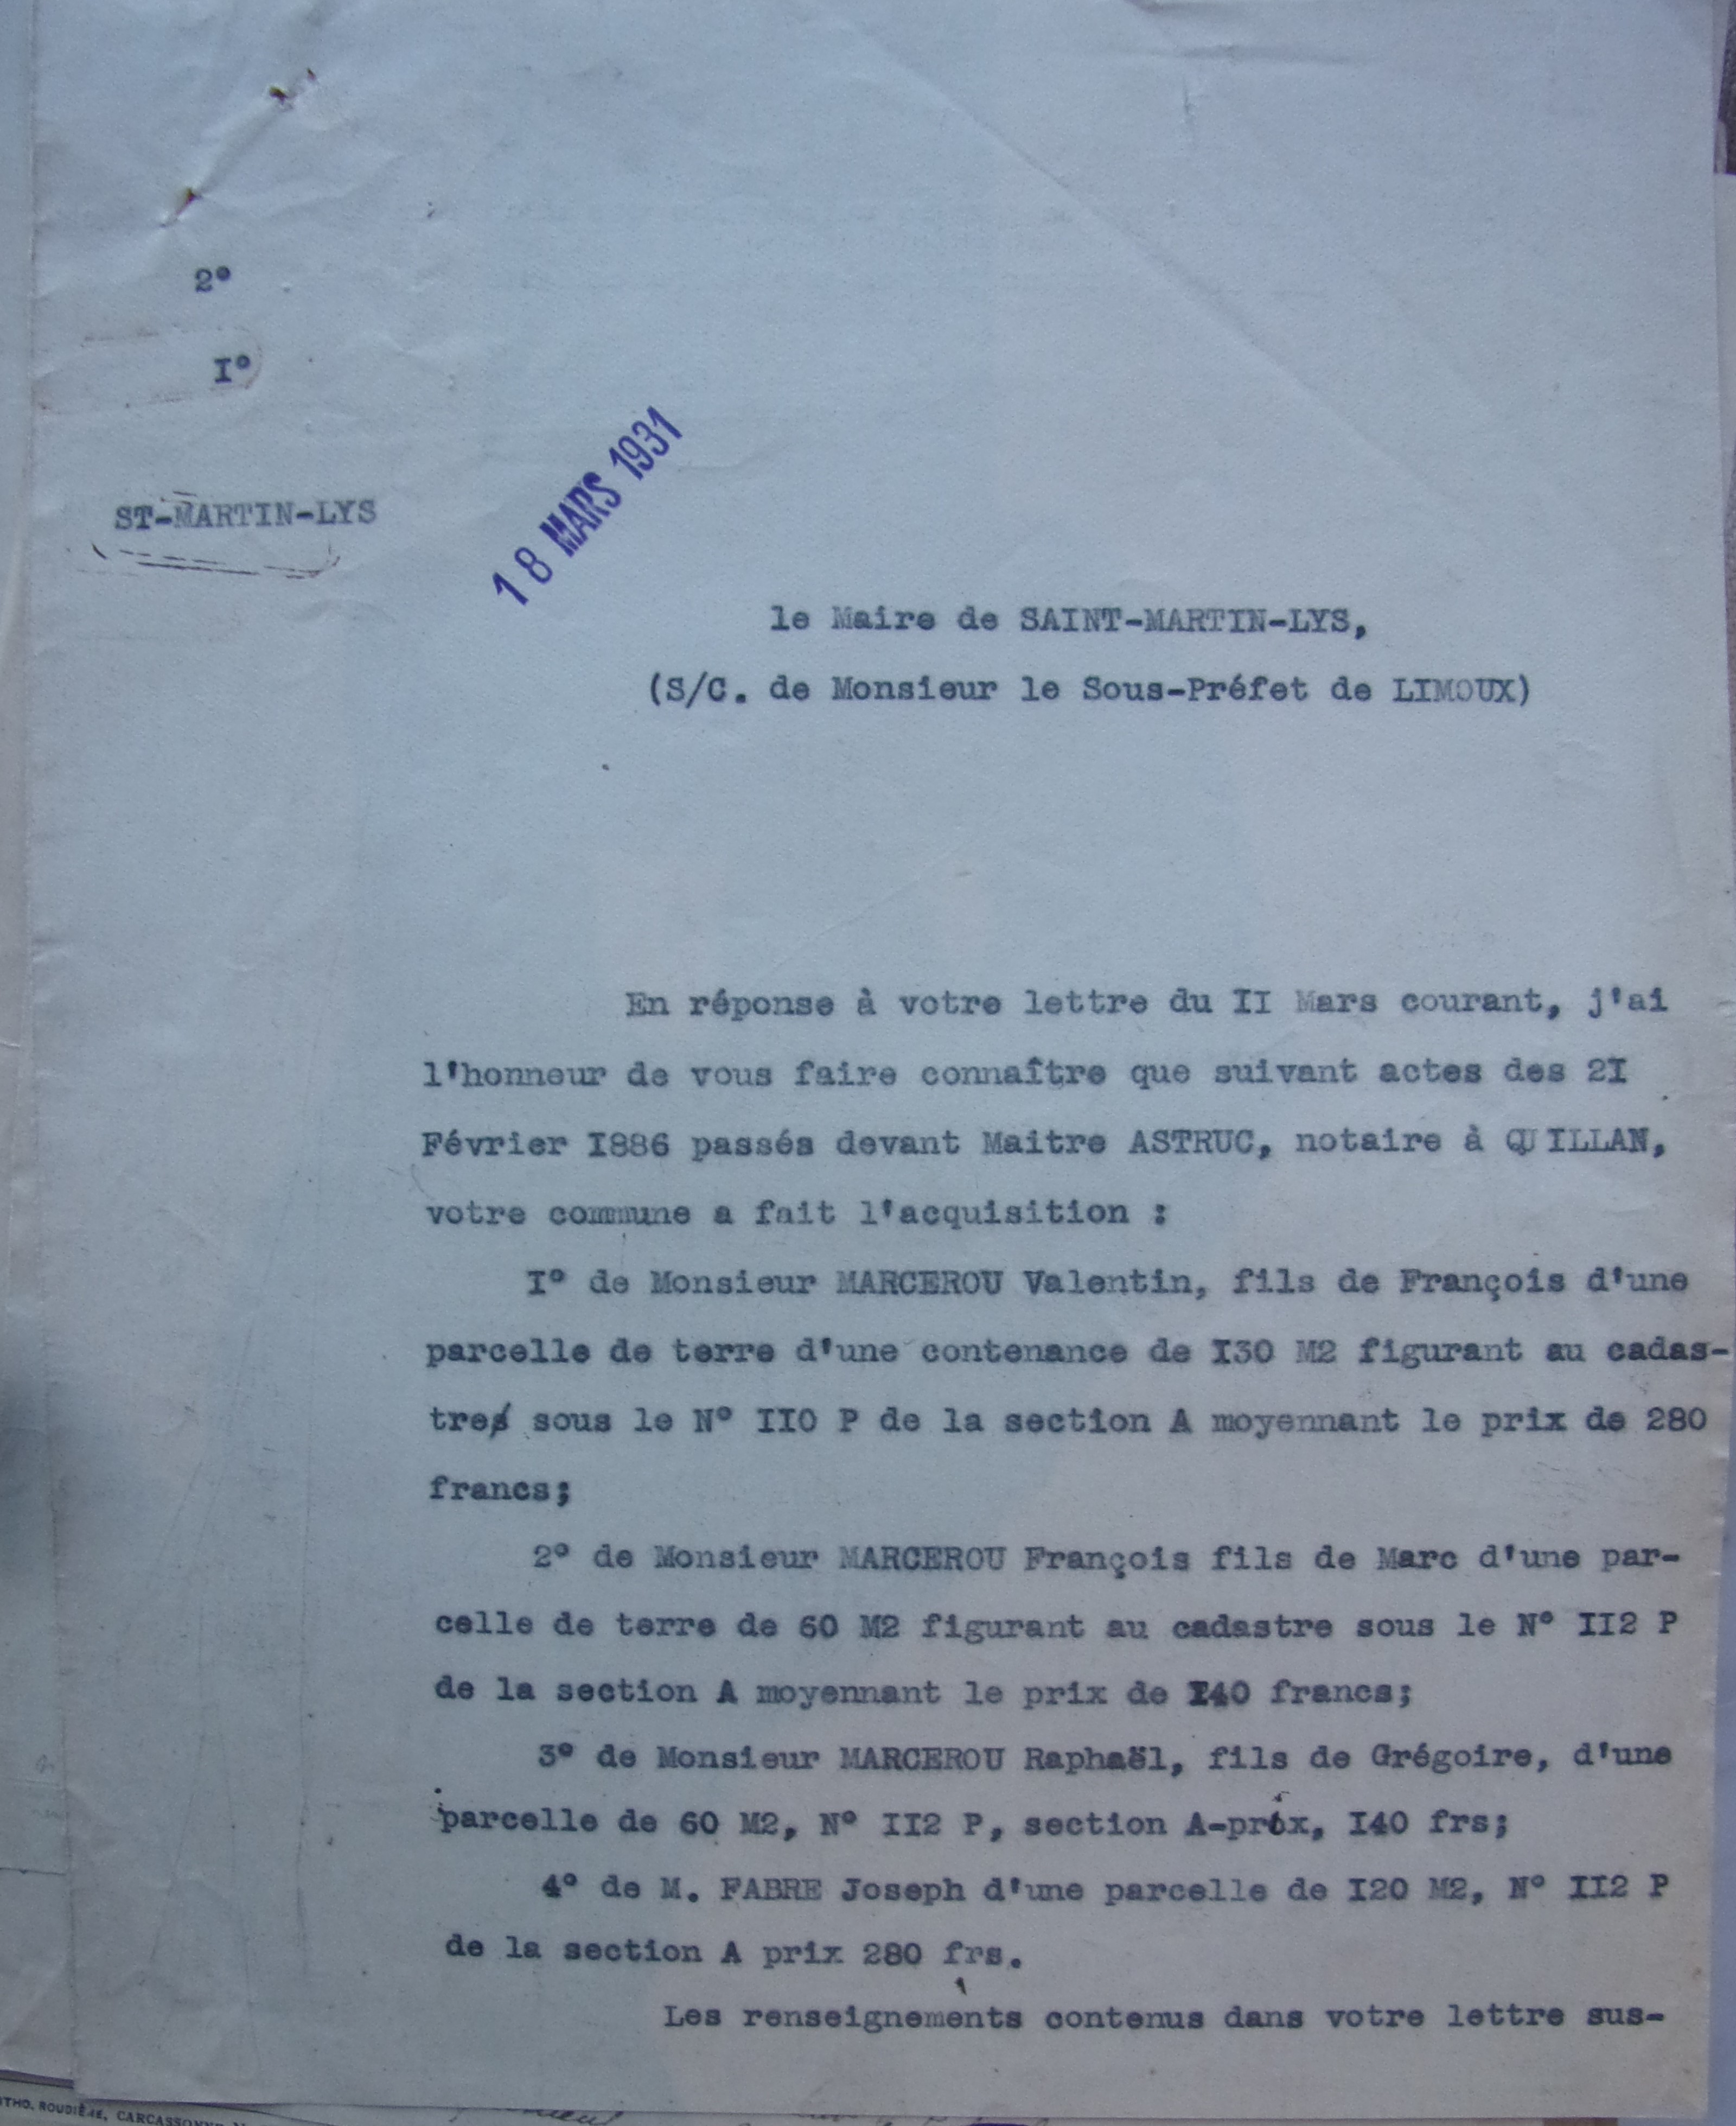 2°
I°
18 MARS 1931
ST-MARTIN-LYS
le Maire de SAINT-MARTIN-LYS,
(S/C. de Monsieur le Sous-Préfet de LIMOUX)
En réponse à votre lettre du II Mars courant, j'ai
l'honneur de vous faire connaître que suivant actes des 2I
Février I886 passés devant Maitre ASTRUC, notaire à QUILLAN,
votre commune a fait l'acquisition :
I° de Monsieur MARCEROU Valentin, fils de François d'une
parcelle de terre d'une contenance de I30 M2 figurant au cadas-
tre sous le N° II0 P de la section A moyennant le prix de 280
francs;
2° de Monsieur MARCEROU François fils de Marc d'une par-
celle de terre de 60 M2 figurant au cadastre sous le N° II2 P
de la section A moyennant le prix de I40 francs;
3° de Monsieur MARCEROU Raphaël, fils de Grégoire, d'une
parcelle de 60 M2, N° II2 P, section A-prix, I40 frs;
4° de M. FABRE Joseph d'une parcelle de I20 M2, N° II2 P
de la section A prix 280 frs.
Les renseignements contenus dans votre lettre sus-
ROUDIÈRE, CARCASSONNE